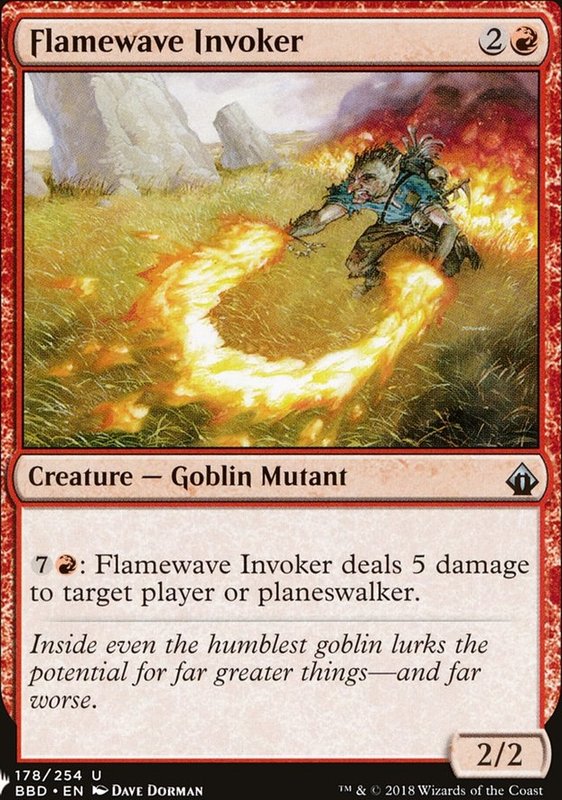 Flamewave Invoker 2
Creature — Goblin Mutant
7: Flamewave Invoker deals 5 damage
to target player or planeswalker.
Inside even the humblest goblin lurks the
potential for far greater things—and far
worse.
2/2
178/254 U
BBD • EN Dave Dorman
™ & © 2018 Wizards of the Coast